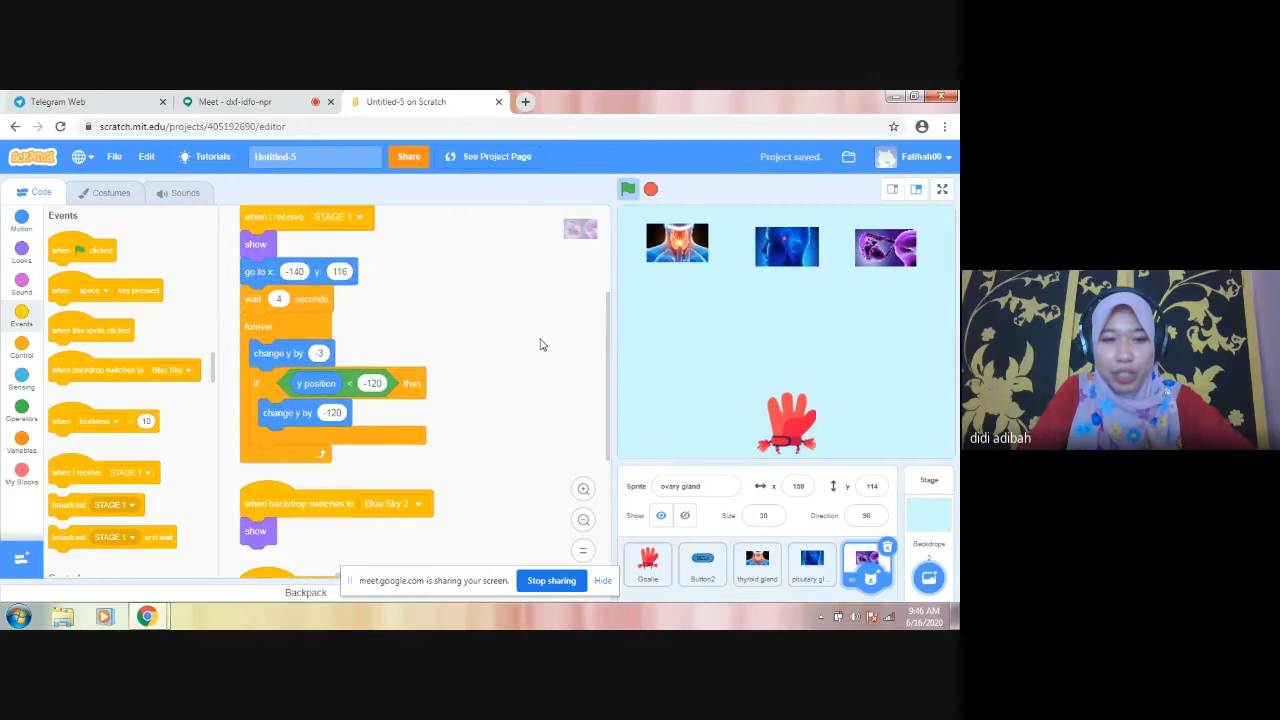 Telegram Web
Meet - dxf-idfo-npr
Untitled-5 on Scratch
scratch.mit.edu/projects/405192690/editor
SCRATCH
File
Edit
Tutorials
Untitled-5
Share
See Project Page
Project saved.
Fatihah00
Code
Costumes
Sounds
Motion
Looks
Sound
Events
Control
Sensing
Operators
Variables
My Blocks
Events
when clicked
when space key pressed
when this sprite clicked
when backdrop switches to Blue Sky
when loudness > 10
when I receive STAGE 1
broadcast STAGE 1
broadcast STAGE 1 and wait
when I receive STAGE 1
show
go to x: -140 y: 116
wait 4 seconds
forever
change y by -3
if y position < -120 then
change y by -120
when backdrop switches to Blue Sky 2
show
Backpack
meet.google.com is sharing your screen.
Stop sharing
Hide
Sprite ovary gland x 159 y 114
Show Size 30 Direction 90
Goalie
Button2
thyroid gland
pitiutary gl...
Stage
Backdrops
2
9:46 AM
6/16/2020
didi adibah